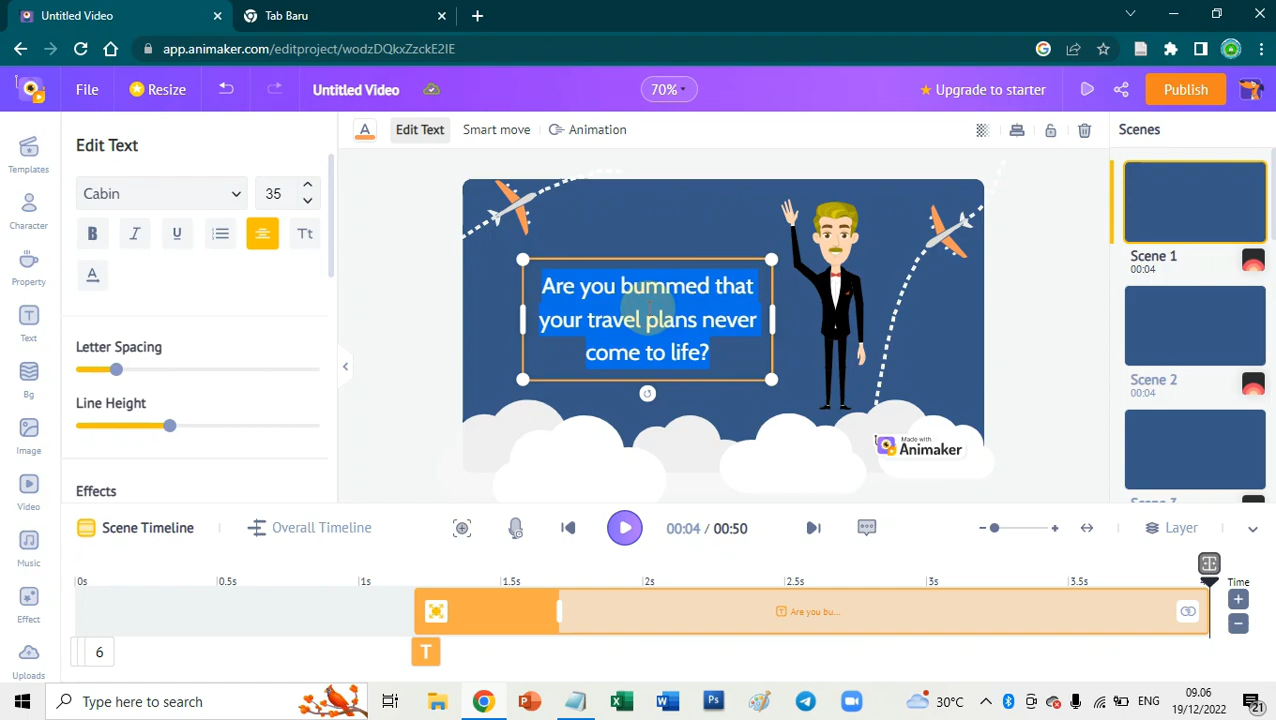 Untitled Video
Tab Baru
app.animaker.com/editproject/wodzDQkxZzckE2IE
File
Resize
Untitled Video
70%
Upgrade to starter
Publish
Templates
Character
Property
Text
Bg
Image
Video
Music
Effect
Uploads
Edit Text
Cabin
35
B
I
U
Tt
A
Letter Spacing
Line Height
Effects
A
Edit Text
Smart move
Animation
Are you bummed that
your travel plans never
come to life?
Made with
Animaker
Scenes
Scene 1
00:04
Scene 2
00:04
Scene Timeline
Overall Timeline
00:04 / 00:50
Layer
0s
0.5s
1s
1.5s
2s
2.5s
3s
3.5s
Time
T Are you bu...
6
T
Type here to search
30°C
ENG
09.06
19/12/2022
21